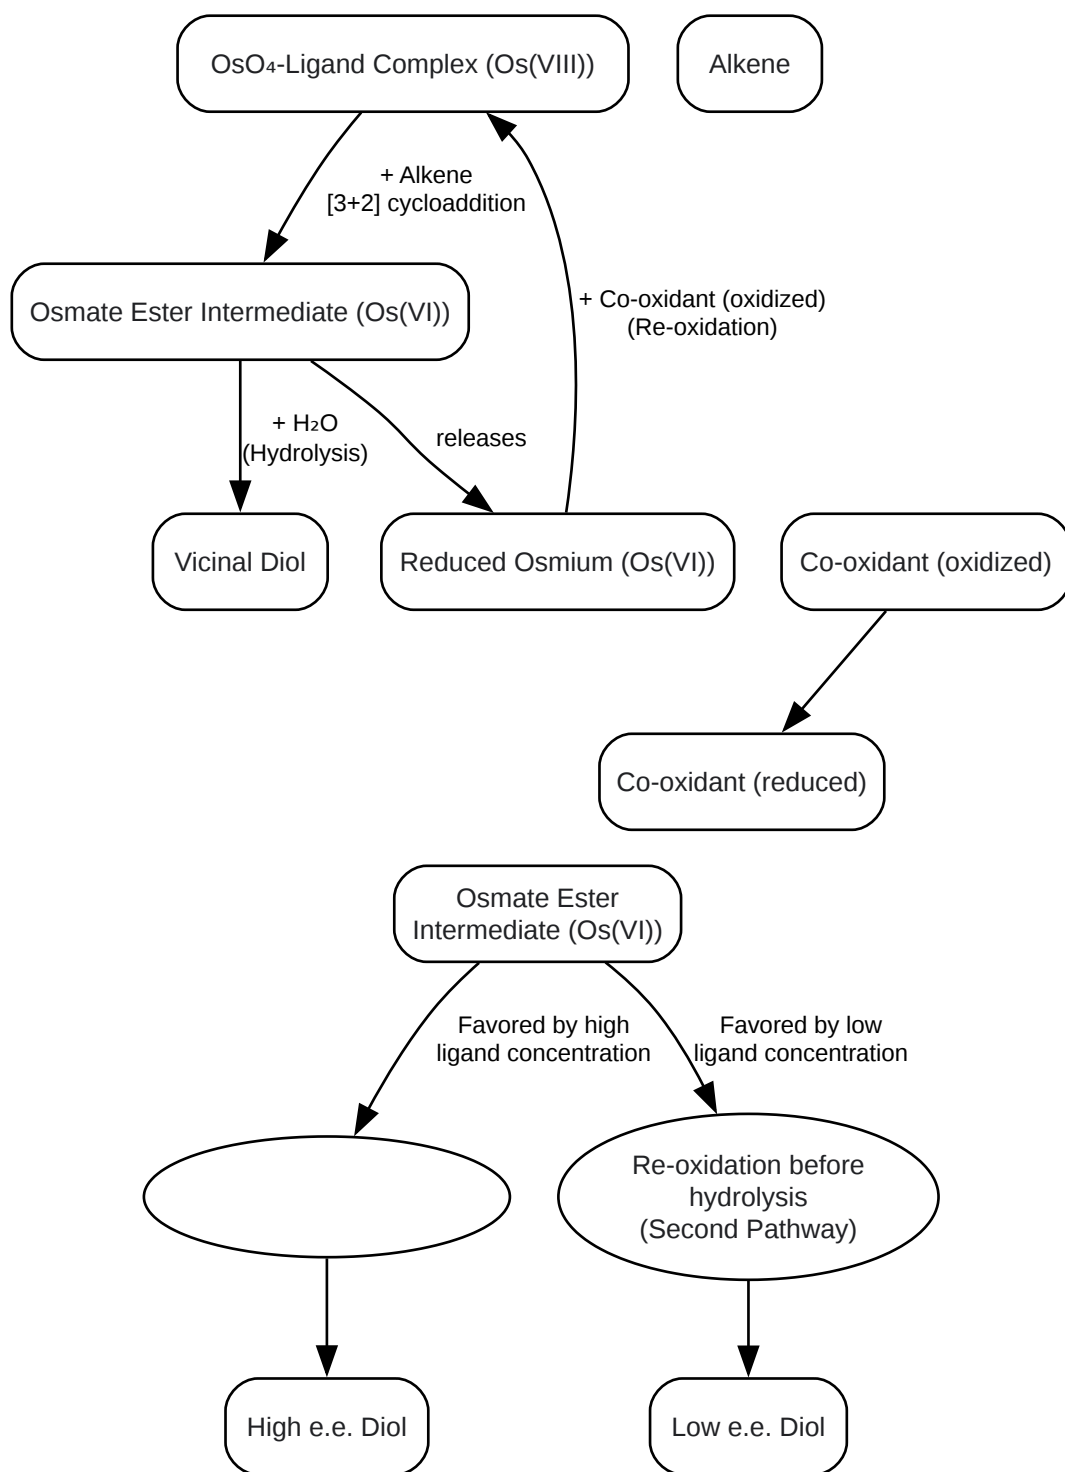 OsO₄-Ligand Complex (Os(VIII))
Alkene
+ Alkene
[3+2] cycloaddition
Osmate Ester Intermediate (Os(VI))
+ Co-oxidant (oxidized)
(Re-oxidation)
+ H₂O
(Hydrolysis)
releases
Vicinal Diol
Reduced Osmium (Os(VI))
Co-oxidant (oxidized)
Co-oxidant (reduced)
Osmate Ester
Intermediate (Os(VI))
Favored by high
ligand concentration
Favored by low
ligand concentration
Re-oxidation before
hydrolysis
(Second Pathway)
High e.e. Diol
Low e.e. Diol